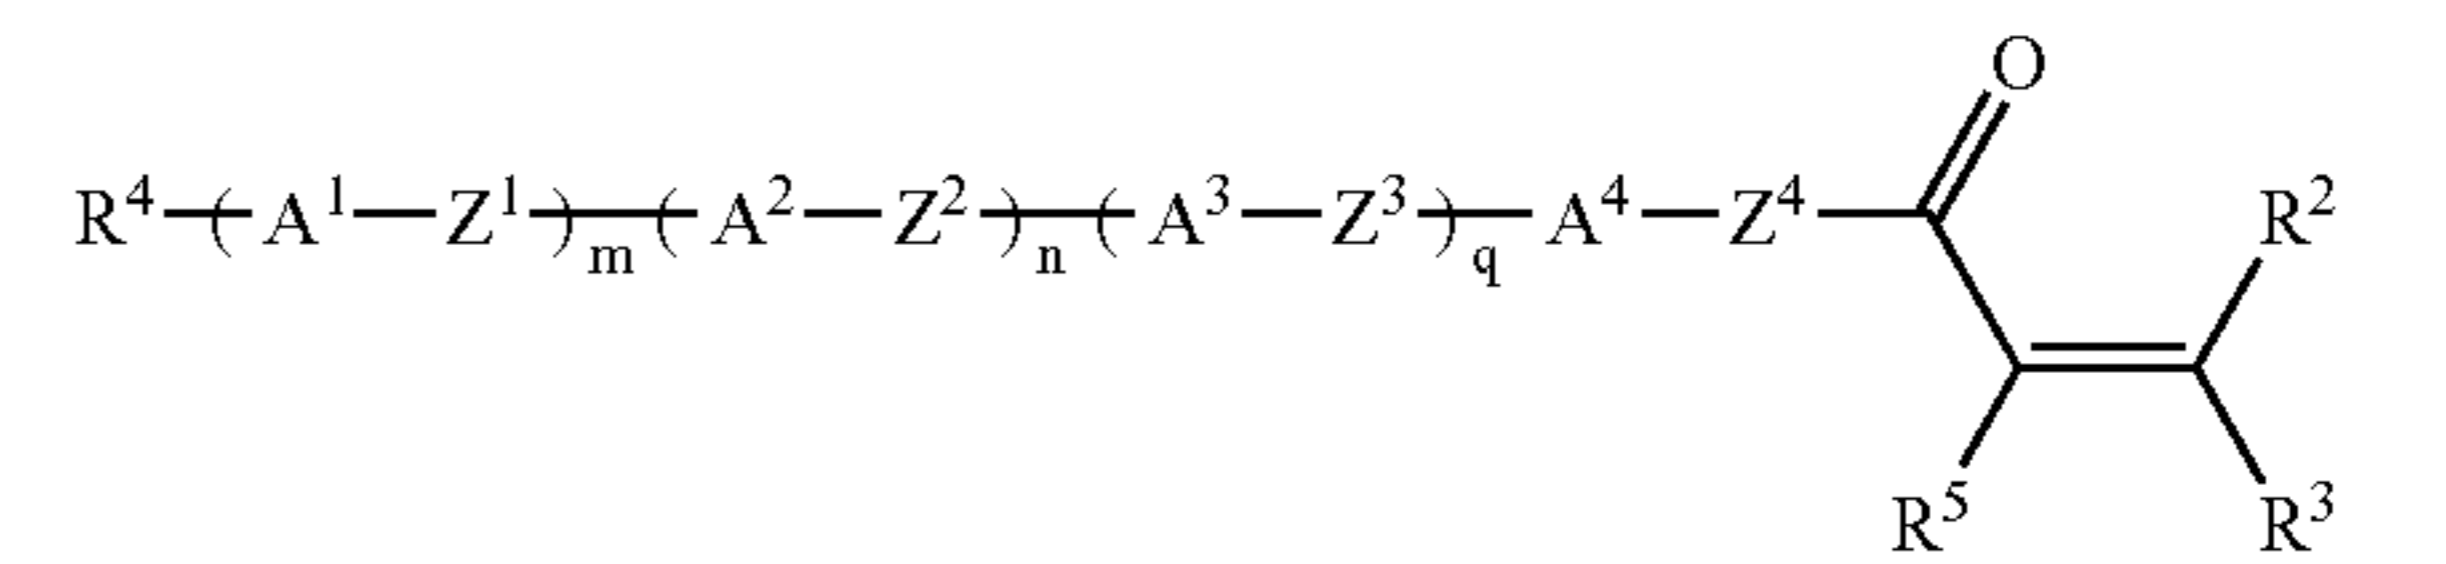 O
R⁴—(A¹—Z¹)ₘ—(A²—Z²)ₙ—(A³—Z³)q—A⁴—Z⁴ R²
R⁵ R³